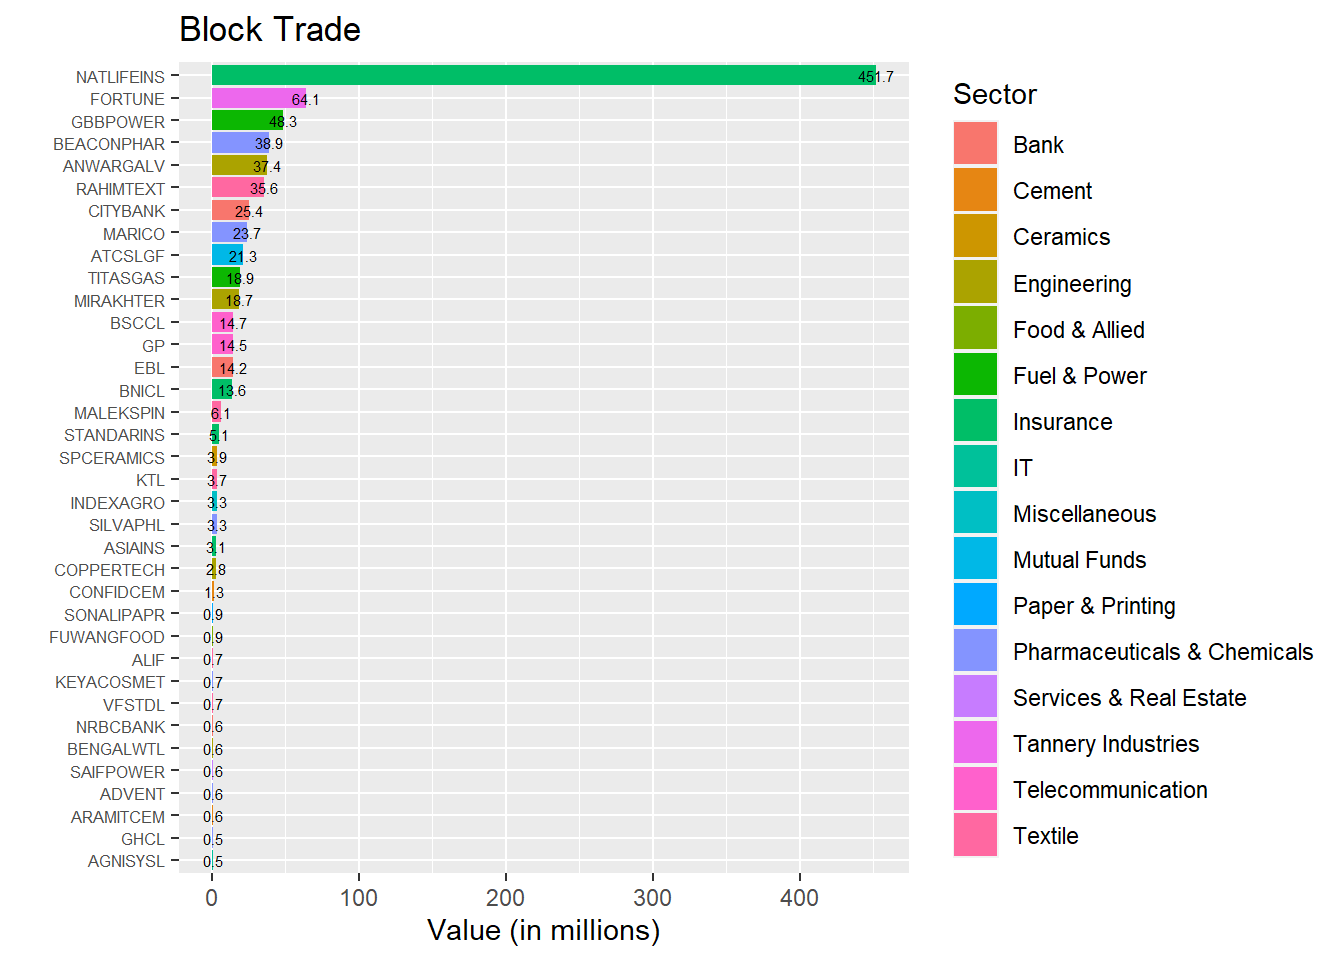 Block Trade
NATLIFEINS 451.7
FORTUNE 64.1
GBBPOWER 48.3
BEACONPHAR 38.9
ANWARGALV 37.4
RAHIMTEXT 35.6
CITYBANK 25.4
MARICO 23.7
ATCSLGF 21.3
TITASGAS 18.9
MIRAKHTER 18.7
BSCCL 14.7
GP 14.5
EBL 14.2
BNICL 13.6
MALEKSPIN 6.1
STANDARINS 5.1
SPCERAMICS 3.9
KTL 3.7
INDEXAGRO 3.3
SILVAPHL 3.3
ASIAINS 3.1
COPPERTECH 2.8
CONFIDCEM 1.3
SONALIPAPR 0.9
FUWANGFOOD 0.9
ALIF 0.7
KEYACOSMET 0.7
VFSTDL 0.7
NRBCBANK 0.6
BENGALWTL 0.6
SAIFPOWER 0.6
ADVENT 0.6
ARAMITCEM 0.6
GHCL 0.5
AGNISYSL 0.5
0 100 200 300 400
Value (in millions)
Sector
Bank
Cement
Ceramics
Engineering
Food & Allied
Fuel & Power
Insurance
IT
Miscellaneous
Mutual Funds
Paper & Printing
Pharmaceuticals & Chemicals
Services & Real Estate
Tannery Industries
Telecommunication
Textile